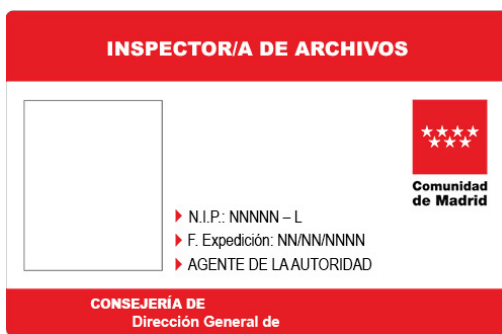 INSPECTOR/A DE ARCHIVOS
Comunidad
de Madrid
N.I.P.: NNNNN – L
F. Expedición: NN/NN/NNNN
AGENTE DE LA AUTORIDAD
CONSEJERÍA DE
Dirección General de